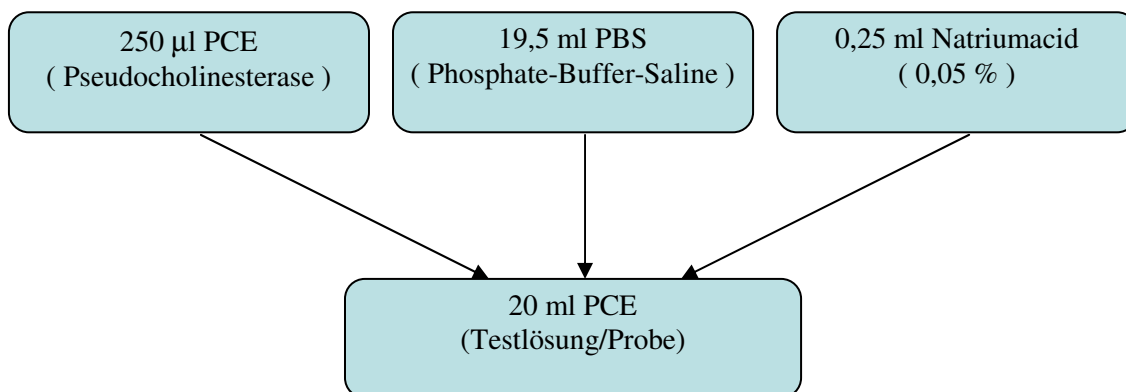 250 µl PCE
( Pseudocholinesterase )
19,5 ml PBS
( Phosphate-Buffer-Saline )
0,25 ml Natriumacid
( 0,05 % )
20 ml PCE
(Testlösung/Probe)